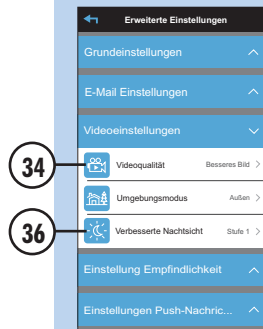 Erweiterte Einstellungen
Grundeinstellungen
E-Mail Einstellungen
Videoeinstellungen
34 Videoqualität Besseres Bild
Umgebungsmodus Außen
36 Verbesserte Nachtsicht Stufe 1
Einstellung Empfindlichkeit
Einstellungen Push-Nachric...